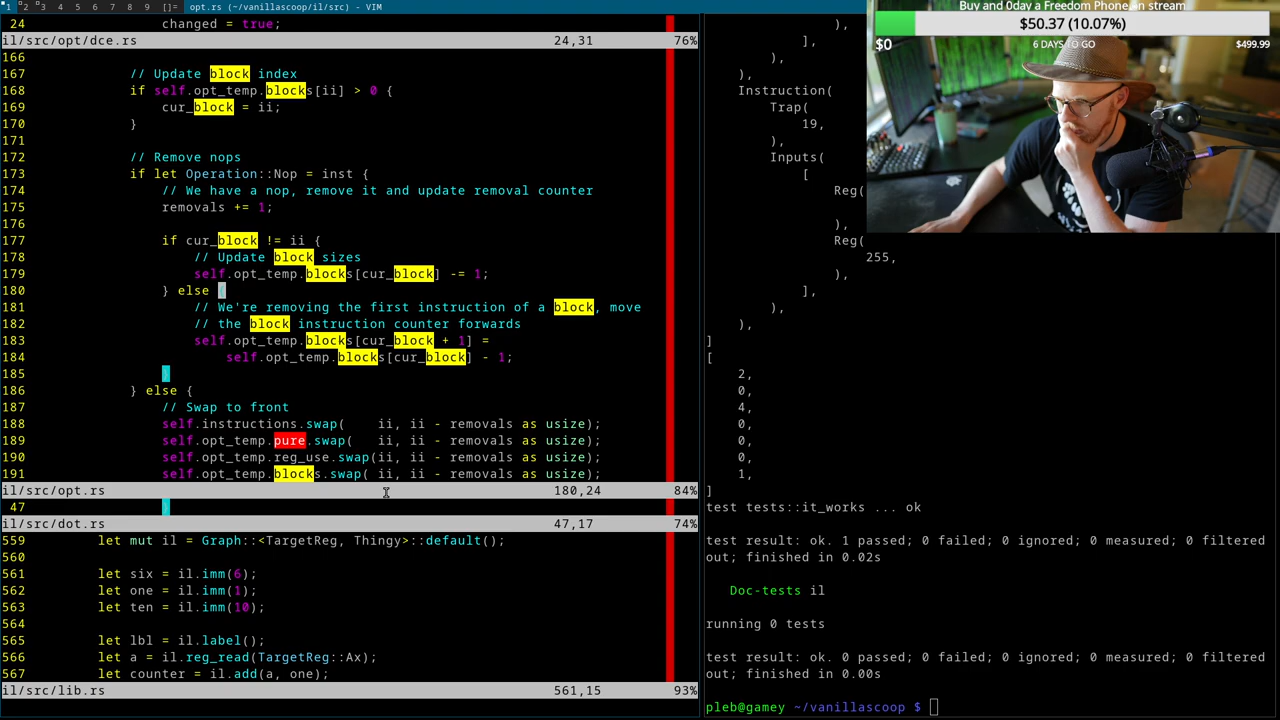 1 2 3 4 5 6 7 8 9 []= opt.rs (~/vanillascoop/il/src) - VIM
24 changed = true;
il/src/opt/dce.rs 24,31 76%
166
167 // Update block index
168 if self.opt_temp.blocks[ii] > 0 {
169 cur_block = ii;
170 }
171
172 // Remove nops
173 if let Operation::Nop = inst {
174 // We have a nop, remove it and update removal counter
175 removals += 1;
176
177 if cur_block != ii {
178 // Update block sizes
179 self.opt_temp.blocks[cur_block] -= 1;
180 } else {
181 // We're removing the first instruction of a block, move
182 // the block instruction counter forwards
183 self.opt_temp.blocks[cur_block + 1] =
184 self.opt_temp.blocks[cur_block] - 1;
185 }
186 } else {
187 // Swap to front
188 self.instructions.swap( ii, ii - removals as usize);
189 self.opt_temp.pure.swap( ii, ii - removals as usize);
190 self.opt_temp.reg_use.swap(ii, ii - removals as usize);
191 self.opt_temp.blocks.swap( ii, ii - removals as usize);
il/src/opt.rs 180,24 84%
47 }
il/src/dot.rs 47,17 74%
559 let mut il = Graph::<TargetReg, Thingy>::default();
560
561 let six = il.imm(6);
562 let one = il.imm(1);
563 let ten = il.imm(10);
564
565 let lbl = il.label();
566 let a = il.reg_read(TargetReg::Ax);
567 let counter = il.add(a, one);
il/src/lib.rs 561,15 93%
),
],
),
),
Instruction(
Trap(
19,
),
Inputs(
[
Reg(
),
Reg(
255,
),
],
),
),
]
[
2,
0,
4,
0,
0,
0,
1,
]
test tests::it_works ... ok
test result: ok. 1 passed; 0 failed; 0 ignored; 0 measured; 0 filtered
out; finished in 0.02s
Doc-tests il
running 0 tests
test result: ok. 0 passed; 0 failed; 0 ignored; 0 measured; 0 filtered
out; finished in 0.00s
pleb@gamey ~/vanillascoop $
Buy and 0day a Freedom Phone on stream
$50.37 (10.07%)
$0 6 DAYS TO GO $499.99